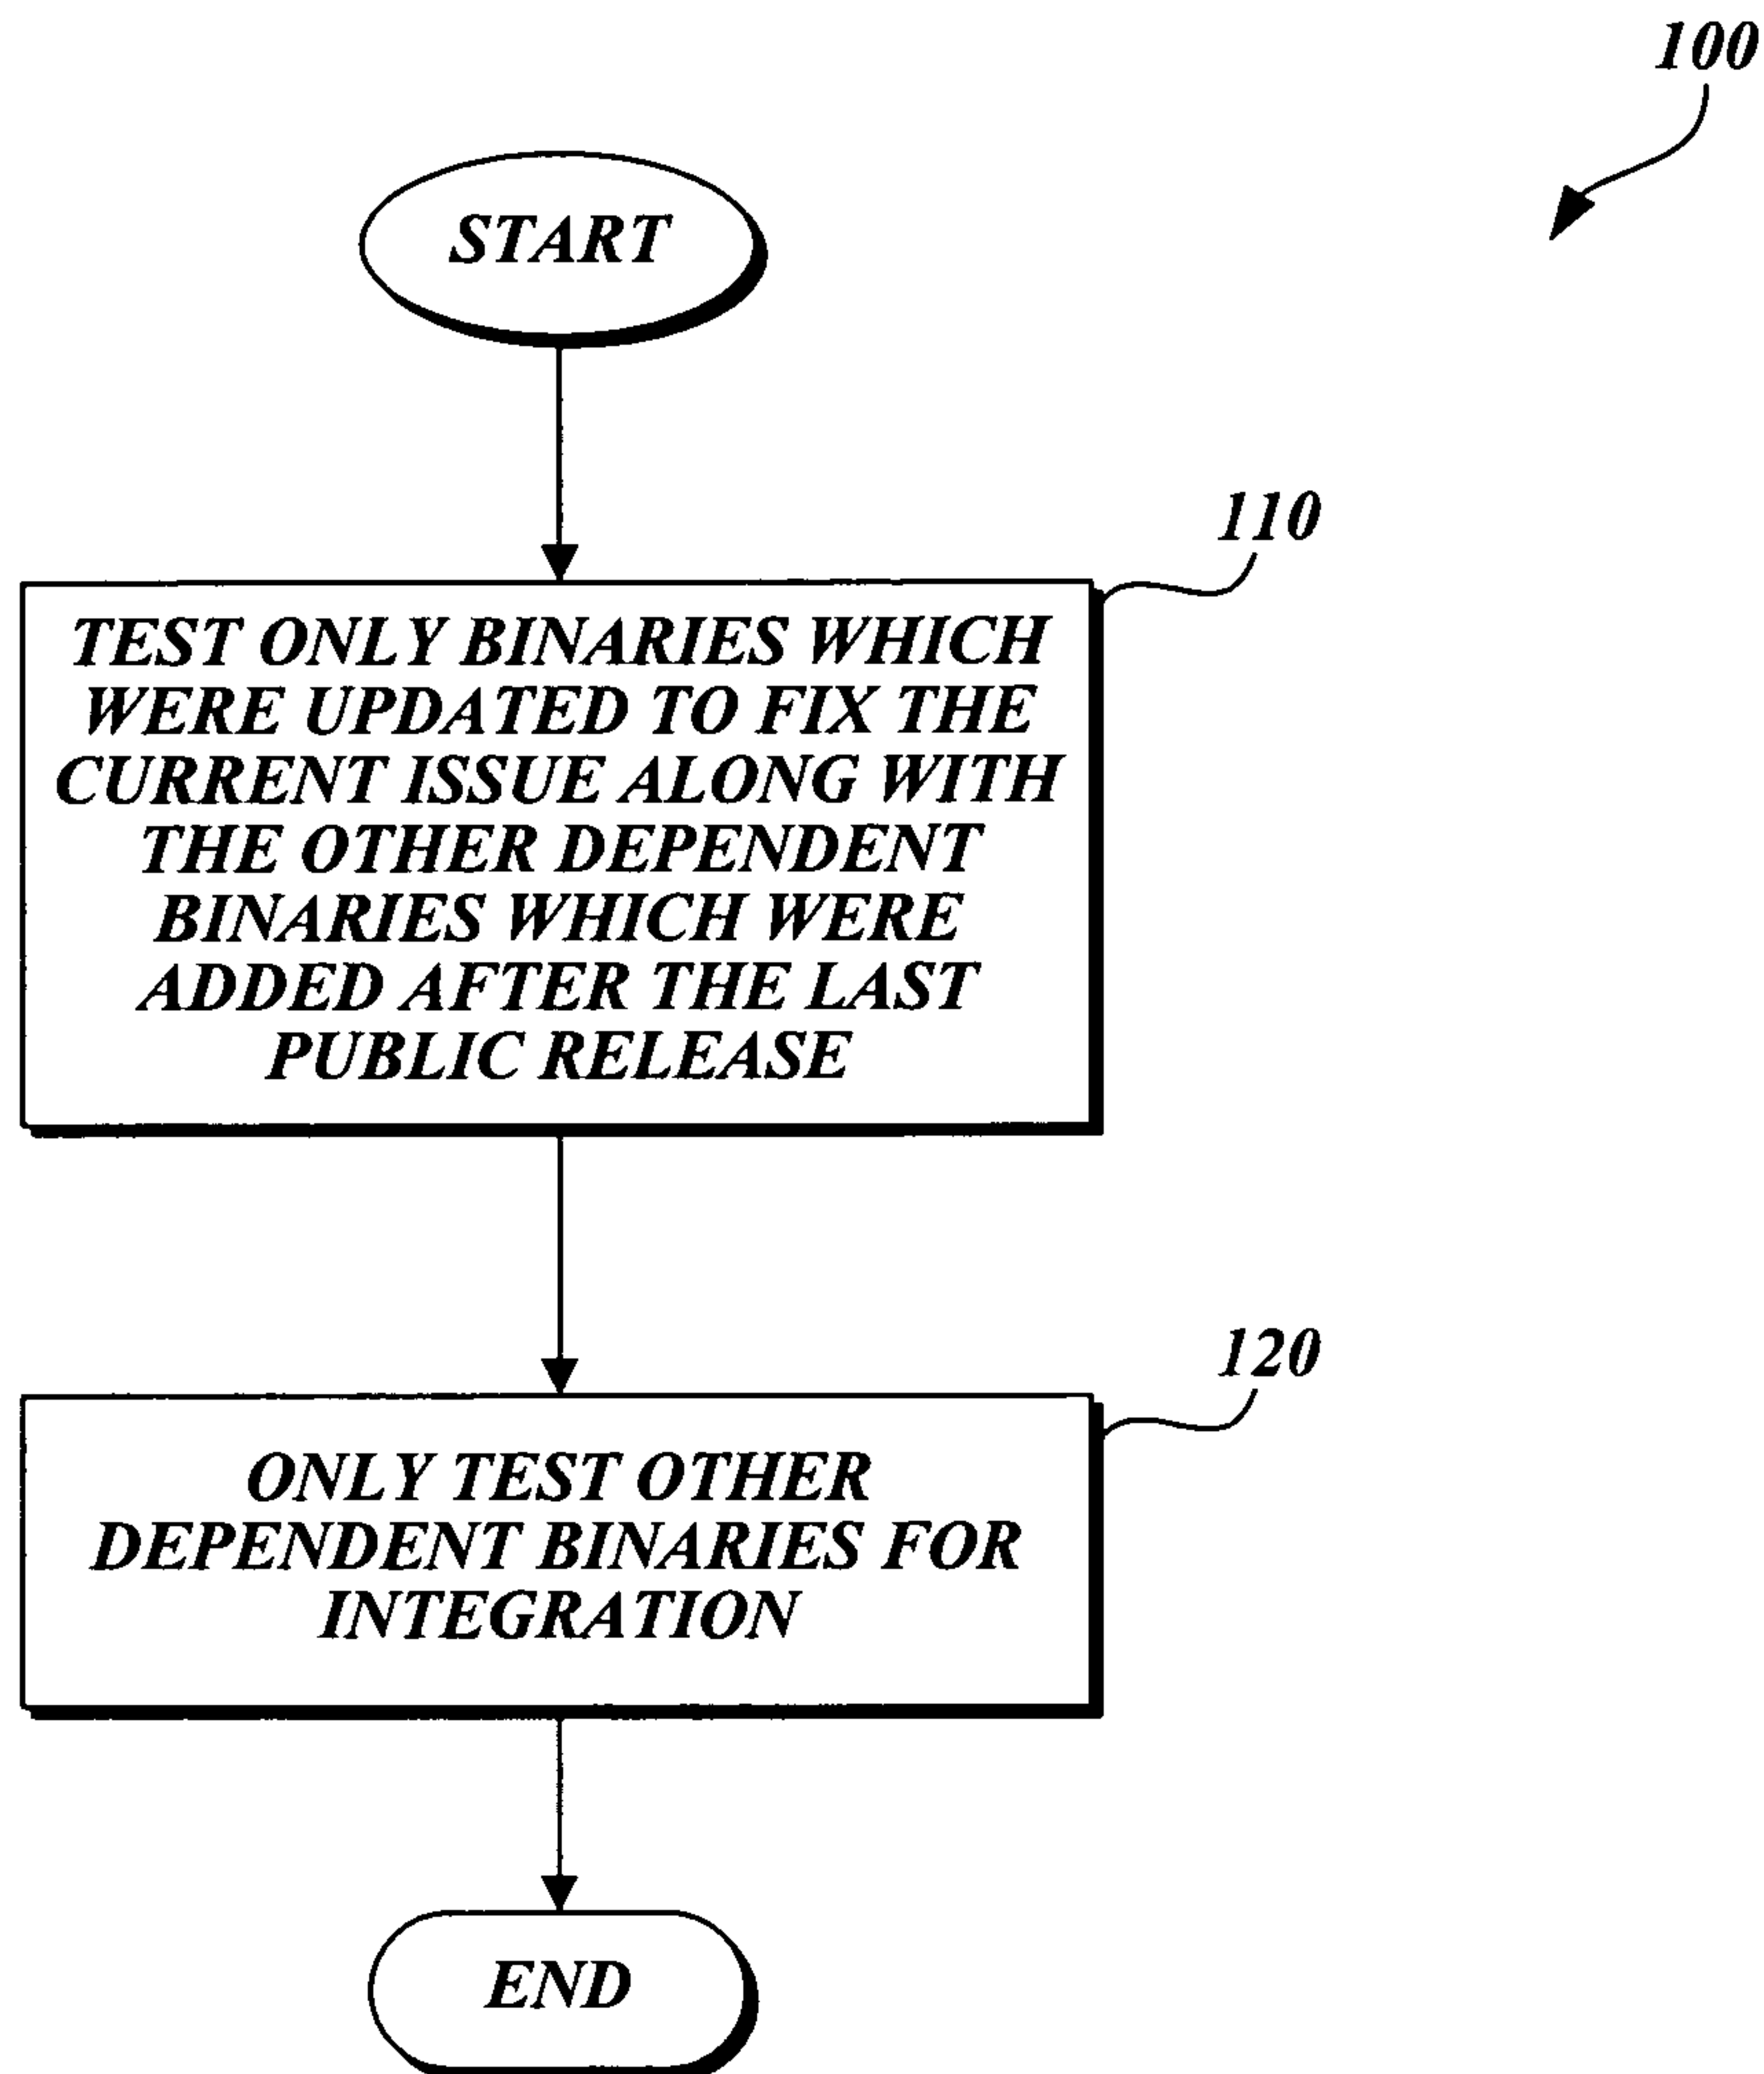 100
START
110
TEST ONLY BINARIES WHICH
WERE UPDATED TO FIX THE
CURRENT ISSUE ALONG WITH
THE OTHER DEPENDENT
BINARIES WHICH WERE
ADDED AFTER THE LAST
PUBLIC RELEASE
120
ONLY TEST OTHER
DEPENDENT BINARIES FOR
INTEGRATION
END